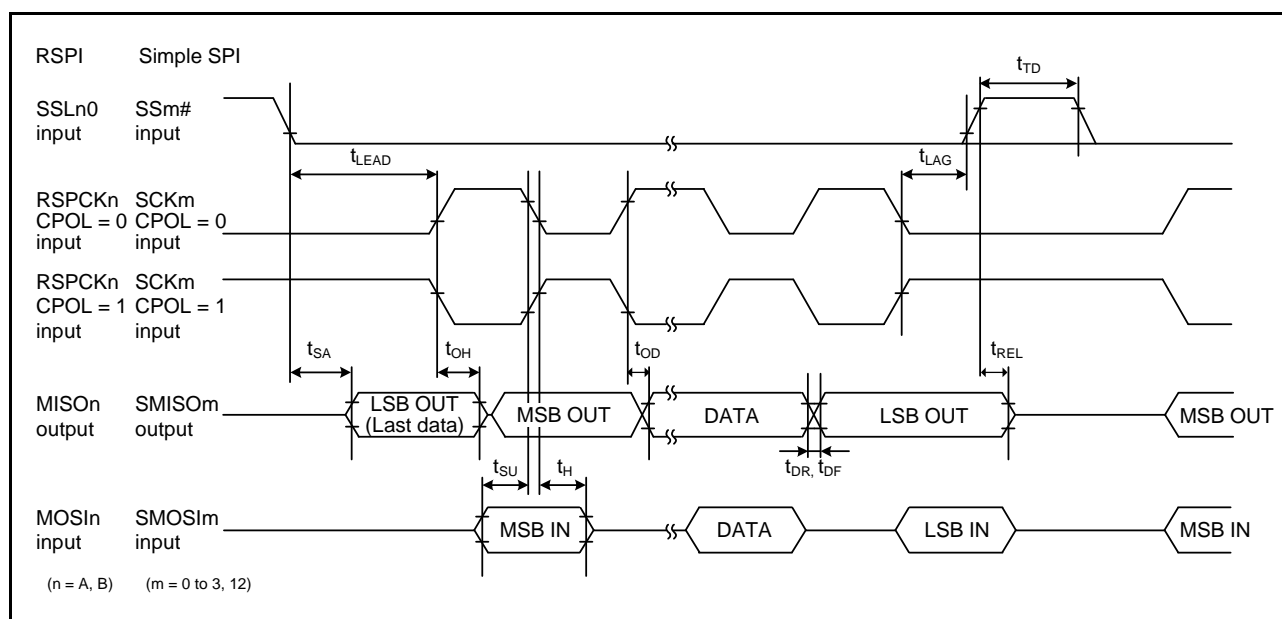 RSPI Simple SPI
tTD
SSLn0 SSm#
input input
tLEAD
tLAG
RSPCKn SCKm
CPOL = 0 CPOL = 0
input input
RSPCKn SCKm
CPOL = 1 CPOL = 1
input input
tSA tOH tOD tREL
MISOn SMISOm
output output
LSB OUT
(Last data)
MSB OUT DATA LSB OUT MSB OUT
tSU tH tDR, tDF
MOSIn SMOSIm
input input
MSB IN DATA LSB IN MSB IN
(n = A, B) (m = 0 to 3, 12)